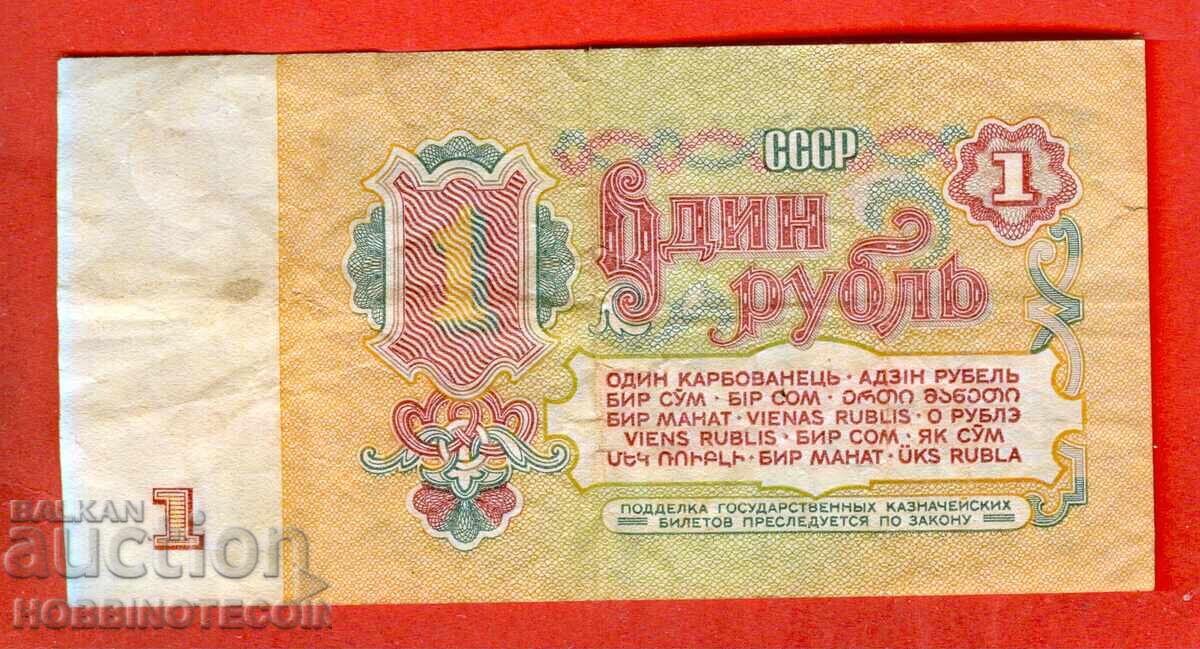 СССР
1
1
Один
рубль
ОДИН КАРБОВАНЕЦЬ · АДЗІН РУБЕЛЬ
БИР СЎМ · БІР СОМ · ერთი მანეთი
БИР МАНАТ · VIENAS RUBLIS · О РУБЛЭ
VIENS RUBLIS · БИР СОМ · ЯК СӮМ
ՄԵԿ ՌՈՒԲԼԻ · БИР МАНАТ · ÜKS RUBLA
ПОДДЕЛКА ГОСУДАРСТВЕННЫХ КАЗНАЧЕЙСКИХ
БИЛЕТОВ ПРЕСЛЕДУЕТСЯ ПО ЗАКОНУ
1
BALKAN
auction
HOBBINOTECOIN